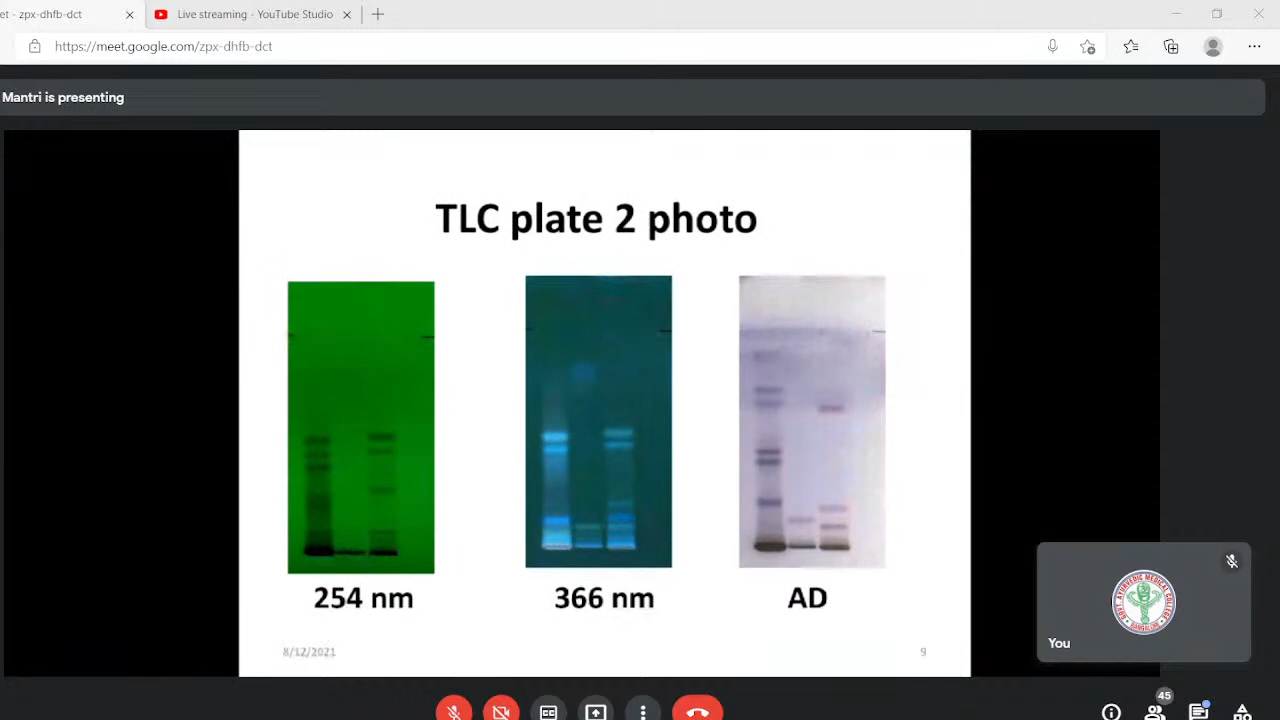 et - zpx-dhfb-dct
Live streaming - YouTube Studio
https://meet.google.com/zpx-dhfb-dct
Mantri is presenting
TLC plate 2 photo
254 nm
366 nm
AD
8/12/2021
9
You
CC
45